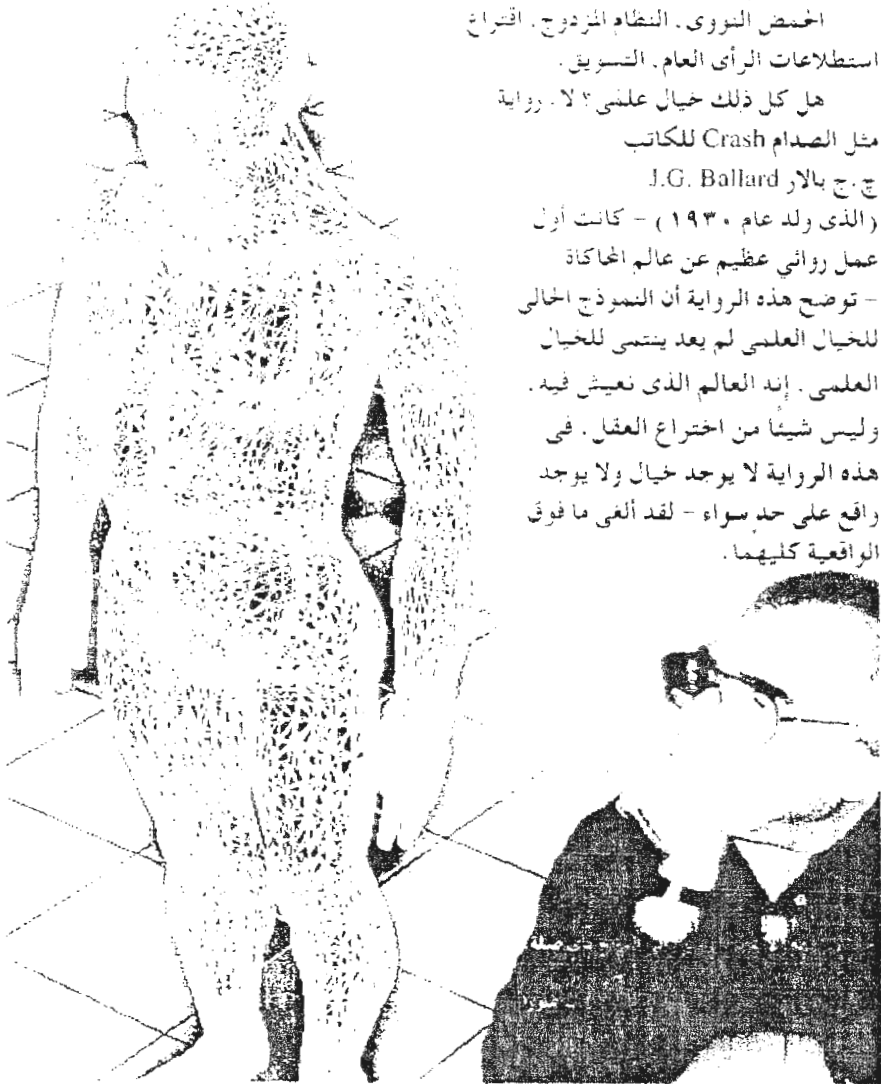 الحمض النووى. النظام المزدوج. اقتراع
استطلاعات الرأى العام. التسويق.
هل كل ذلك خيال علمى؟ لا. رواية
مثل الصدام Crash للكاتب
چ.ج بالار J.G. Ballard
(الذى ولد عام ١٩٣٠) - كانت أول
عمل روائي عظيم عن عالم المحاكاة
- توضح هذه الرواية أن النموذج الحالى
للخيال العلمى لم يعد ينتمى للخيال
العلمى. إنه العالم الذى نعيش فيه.
وليس شيئاً من اختراع العقل. فى
هذه الرواية لا يوجد خيال ولا يوجد
واقع على حد سواء - لقد ألغى ما فوق
الواقعية كليهما.